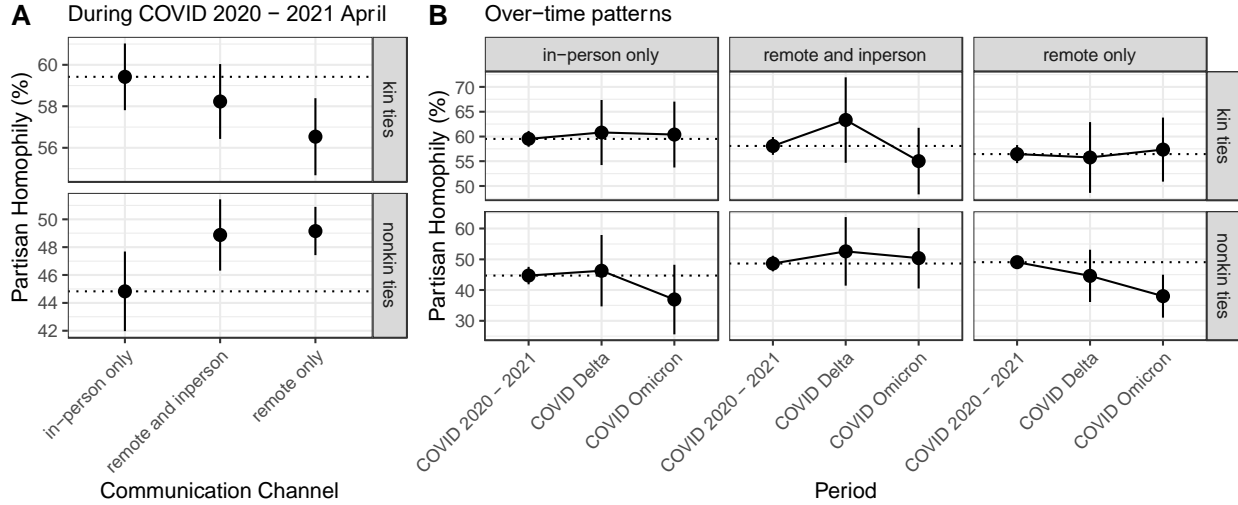 A During COVID 2020 − 2021 April
Partisan Homophily (%)
60
58
56
kin ties
50
48
46
44
42
nonkin ties
in−person only
remote and inperson
remote only
Communication Channel
B Over−time patterns
in−person only
remote and inperson
remote only
Partisan Homophily (%)
70
65
60
55
50
kin ties
60
50
40
30
nonkin ties
COVID 2020 − 2021
COVID Delta
COVID Omicron
COVID 2020 − 2021
COVID Delta
COVID Omicron
COVID 2020 − 2021
COVID Delta
COVID Omicron
Period